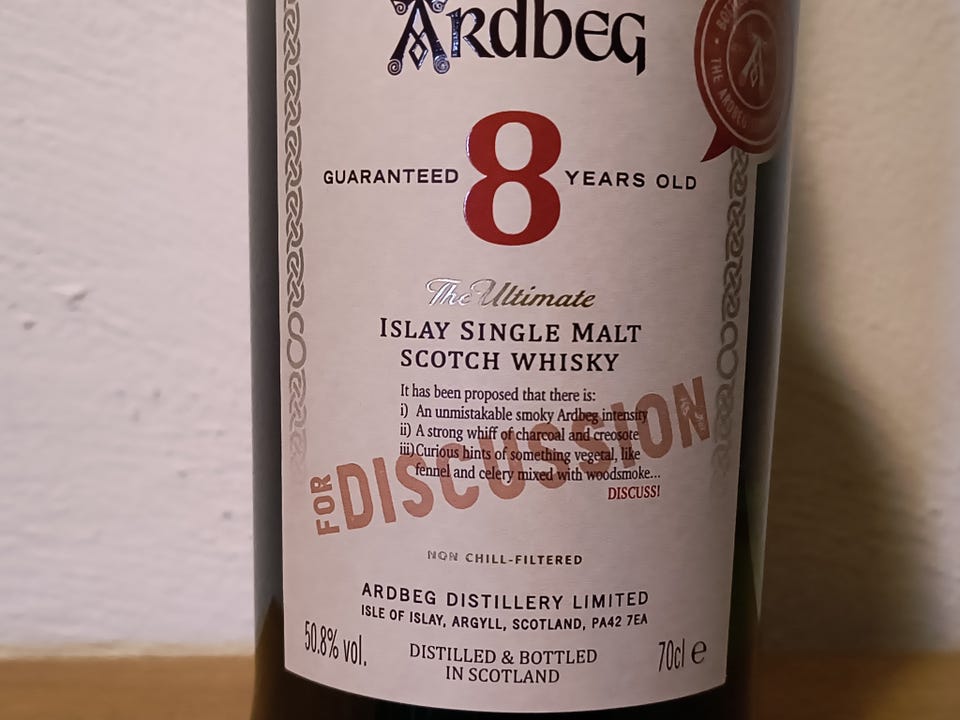 ARDBEG
BOTTL
THE ARDBEG
GUARANTEED 8 YEARS OLD
The Ultimate
ISLAY SINGLE MALT
SCOTCH WHISKY
It has been proposed that there is:
i) An unmistakable smoky Ardbeg intensity
ii) A strong whiff of charcoal and creosote
iii) Curious hints of something vegetal, like
fennel and celery mixed with woodsmoke...
DISCUSS!
FOR DISCUSSION
NON CHILL-FILTERED
ARDBEG DISTILLERY LIMITED
ISLE OF ISLAY, ARGYLL, SCOTLAND, PA42 7EA
50.8% vol.
DISTILLED & BOTTLED
IN SCOTLAND
70cl e